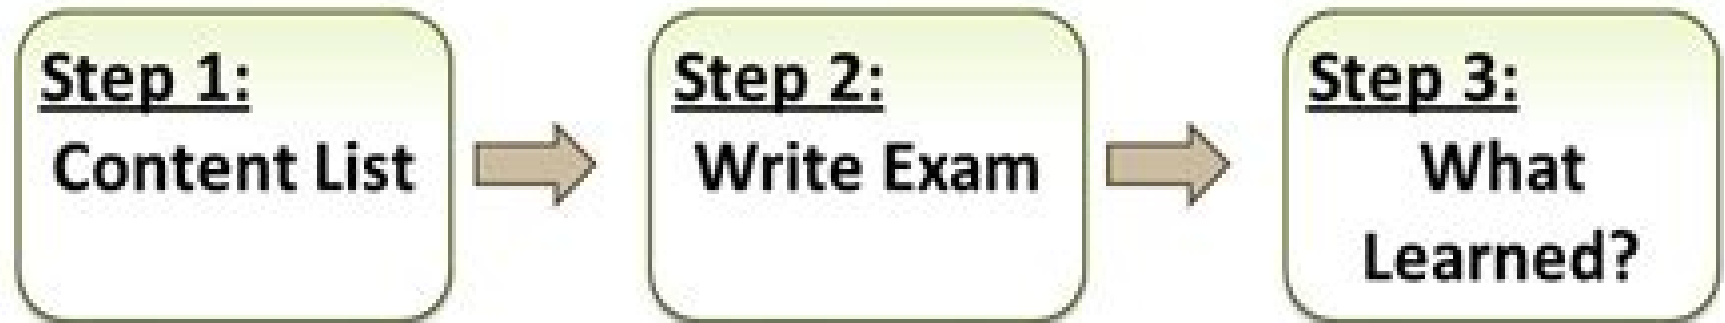 Step 1:
Content List
Step 2:
Write Exam
Step 3:
What
Learned?